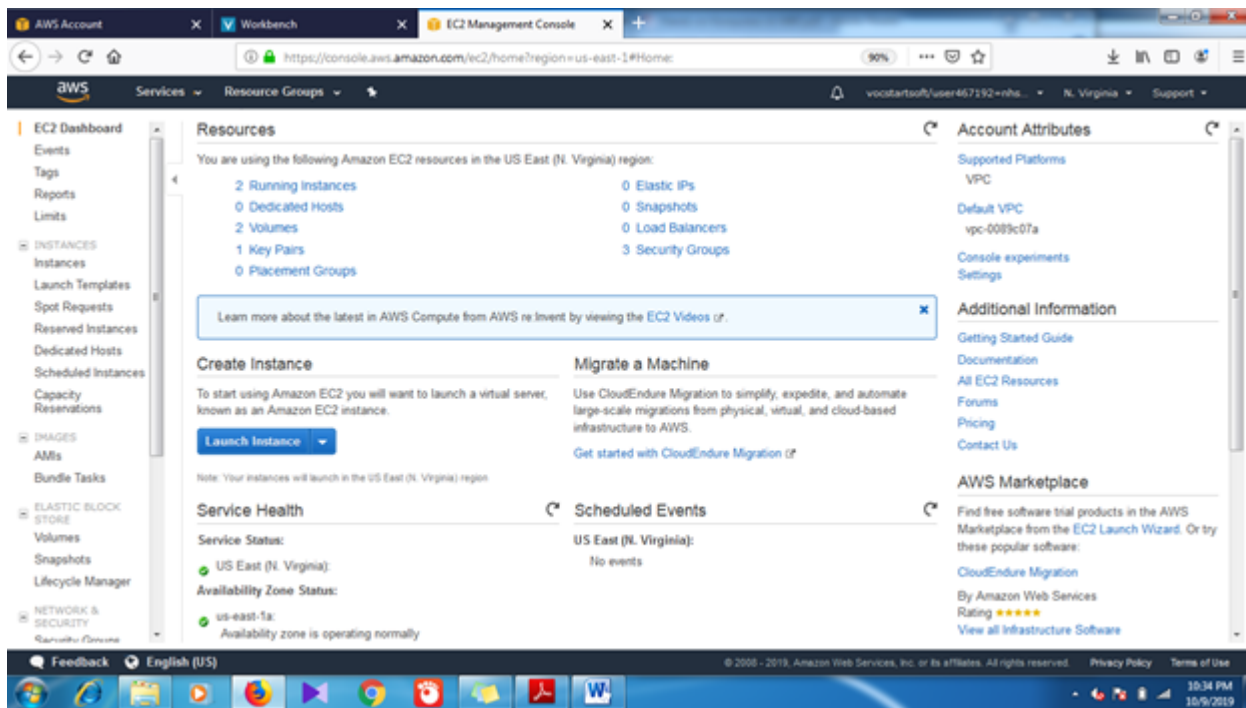 AWS Account
Workbench
EC2 Management Console
https://console.aws.amazon.com/ec2/home?region=us-east-1#Home:
90%
aws
Services
Resource Groups
vocstartsoft/user467192=nhs...
N. Virginia
Support
EC2 Dashboard
Events
Tags
Reports
Limits
INSTANCES
Instances
Launch Templates
Spot Requests
Reserved Instances
Dedicated Hosts
Scheduled Instances
Capacity
Reservations
IMAGES
AMIs
Bundle Tasks
ELASTIC BLOCK
STORE
Volumes
Snapshots
Lifecycle Manager
NETWORK &
SECURITY
Security Groups
Resources
You are using the following Amazon EC2 resources in the US East (N. Virginia) region:
2 Running Instances
0 Dedicated Hosts
2 Volumes
1 Key Pairs
0 Placement Groups
0 Elastic IPs
0 Snapshots
0 Load Balancers
3 Security Groups
Learn more about the latest in AWS Compute from AWS re:Invent by viewing the EC2 Videos.
Create Instance
To start using Amazon EC2 you will want to launch a virtual server,
known as an Amazon EC2 instance.
Launch Instance
Note: Your instances will launch in the US East (N. Virginia) region
Migrate a Machine
Use CloudEndure Migration to simplify, expedite, and automate
large-scale migrations from physical, virtual, and cloud-based
infrastructure to AWS.
Get started with CloudEndure Migration
Service Health
Service Status:
US East (N. Virginia):
Availability Zone Status:
us-east-1a:
Availability zone is operating normally
Scheduled Events
US East (N. Virginia):
No events
Account Attributes
Supported Platforms
VPC
Default VPC
vpc-0089c07a
Console experiments
Settings
Additional Information
Getting Started Guide
Documentation
All EC2 Resources
Forums
Pricing
Contact Us
AWS Marketplace
Find free software trial products in the AWS
Marketplace from the EC2 Launch Wizard. Or try
these popular software:
CloudEndure Migration
By Amazon Web Services
Rating
View all Infrastructure Software
Feedback
English (US)
© 2008 - 2019, Amazon Web Services, Inc. or its affiliates. All rights reserved.
Privacy Policy
Terms of Use
10:34 PM
10/9/2019